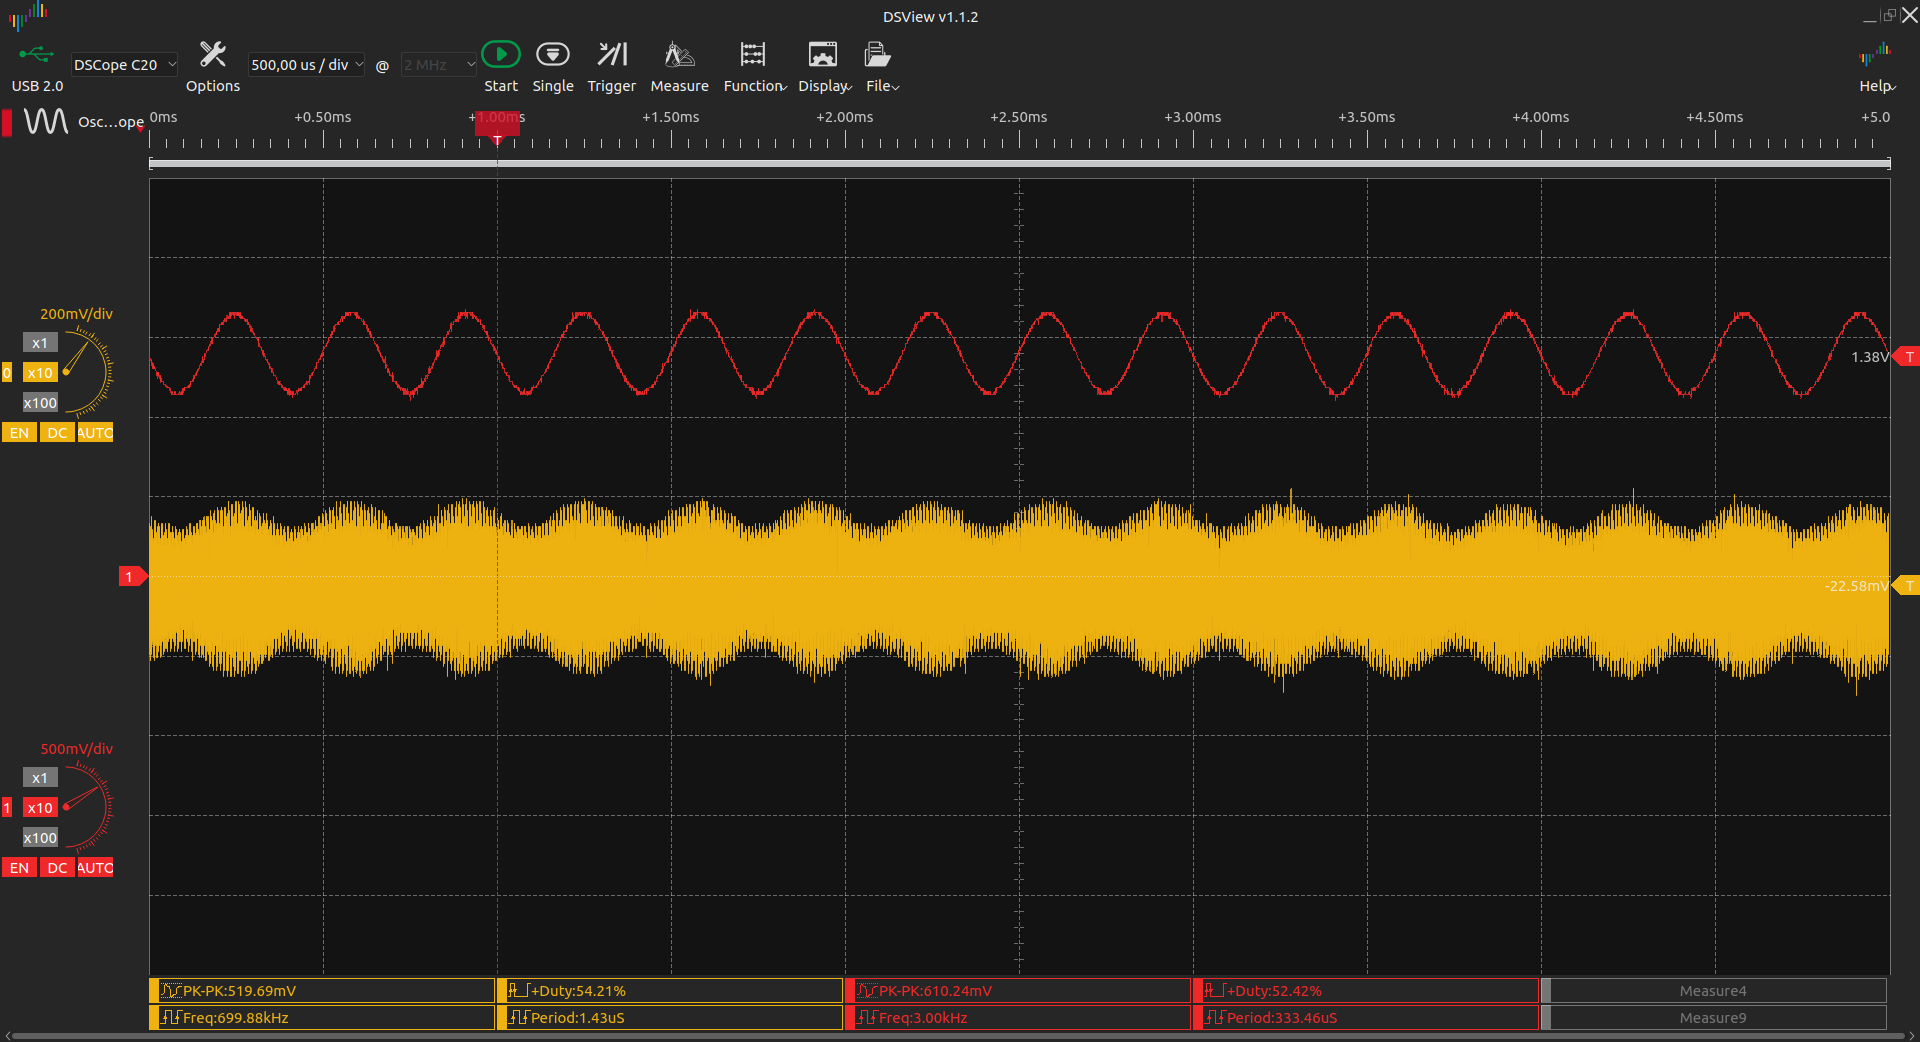 DSView v1.1.2
USB 2.0
DSCope C20
Options
500,00 us / div
@
2 MHz
Start
Single
Trigger
Measure
Function
Display
File
Help
Osc...ope
0ms
+0.50ms
+1.00ms
+1.50ms
+2.00ms
+2.50ms
+3.00ms
+3.50ms
+4.00ms
+4.50ms
+5.0
T
200mV/div
x1
0
x10
x100
EN
DC
AUTO
1.38V
T
1
-22.58mV
T
500mV/div
x1
1
x10
x100
EN
DC
AUTO
PK-PK:519.69mV
+Duty:54.21%
PK-PK:610.24mV
+Duty:52.42%
Measure4
Freq:699.88kHz
Period:1.43uS
Freq:3.00kHz
Period:333.46uS
Measure9